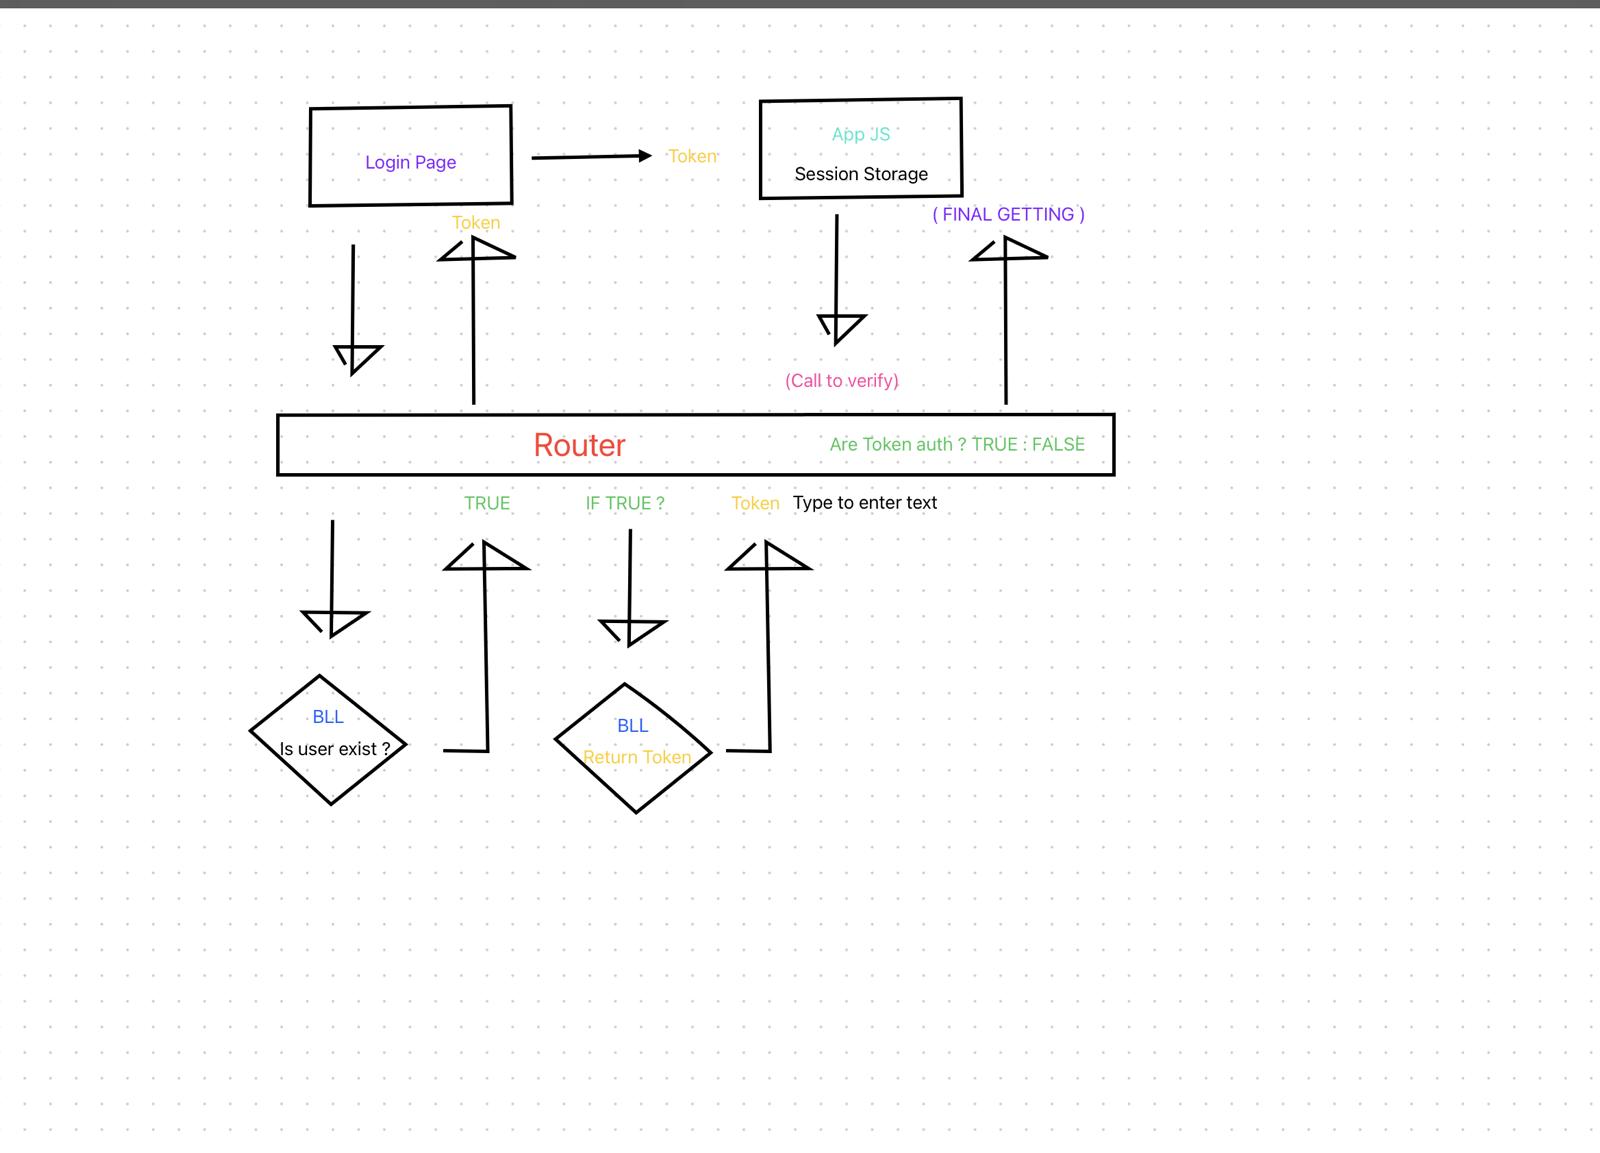 Login Page
Token
App JS
Session Storage
Token
( FINAL GETTING )
(Call to verify)
Router
Are Token auth ? TRUE : FALSE
TRUE
IF TRUE ?
Token
Type to enter text
BLL
Is user exist ?
BLL
Return Token